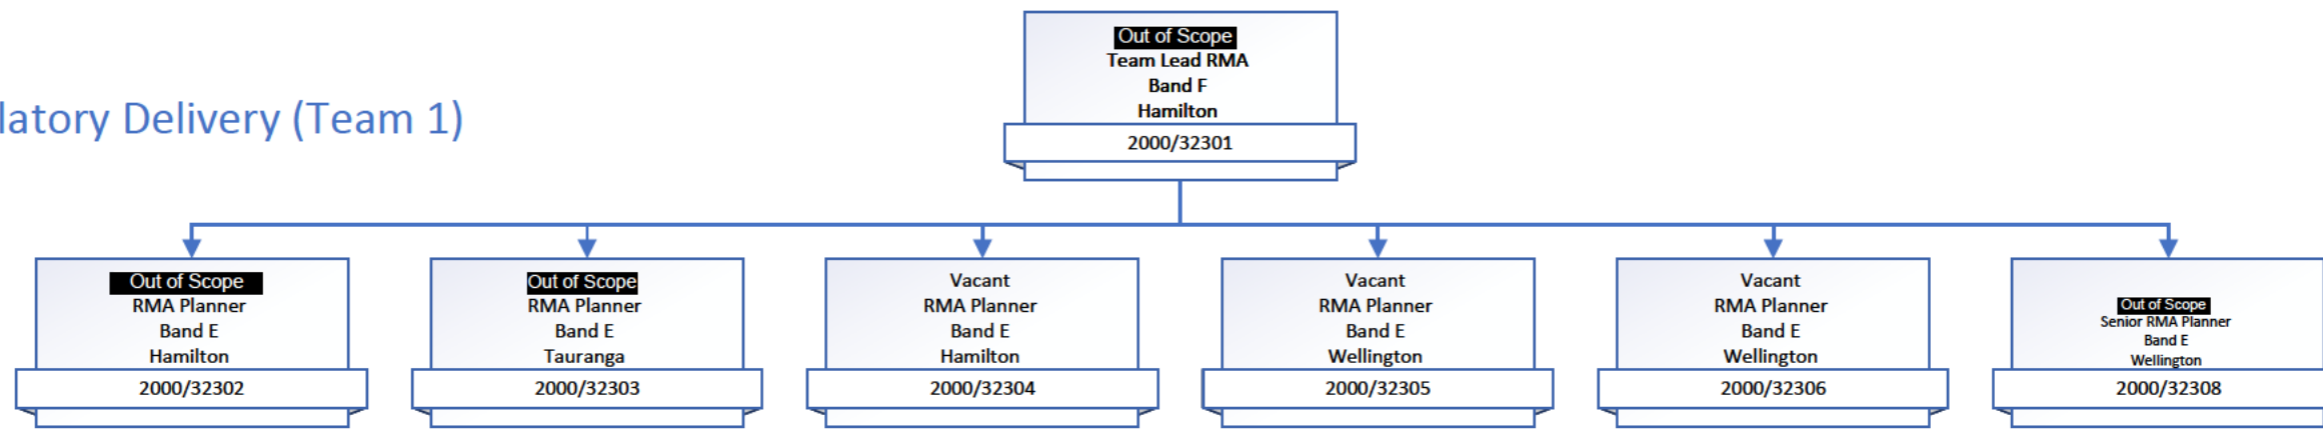 latory Delivery (Team 1)
Out of Scope
Team Lead RMA
Band F
Hamilton
2000/32301
Out of Scope
RMA Planner
Band E
Hamilton
2000/32302
Out of Scope
RMA Planner
Band E
Tauranga
2000/32303
Vacant
RMA Planner
Band E
Hamilton
2000/32304
Vacant
RMA Planner
Band E
Wellington
2000/32305
Vacant
RMA Planner
Band E
Wellington
2000/32306
Out of Scope
Senior RMA Planner
Band E
Wellington
2000/32308